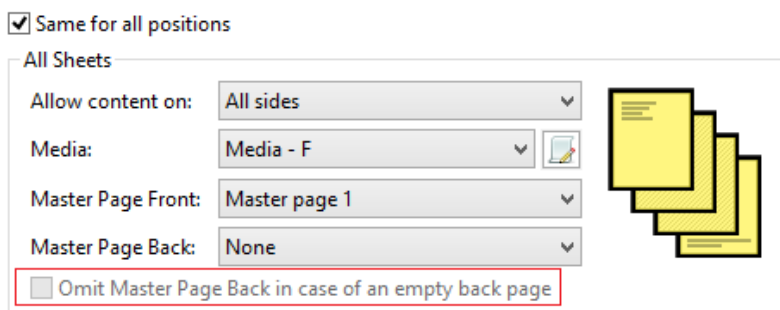 Same for all positions
All Sheets
Allow content on: All sides
Media: Media - F
Master Page Front: Master page 1
Master Page Back: None
Omit Master Page Back in case of an empty back page